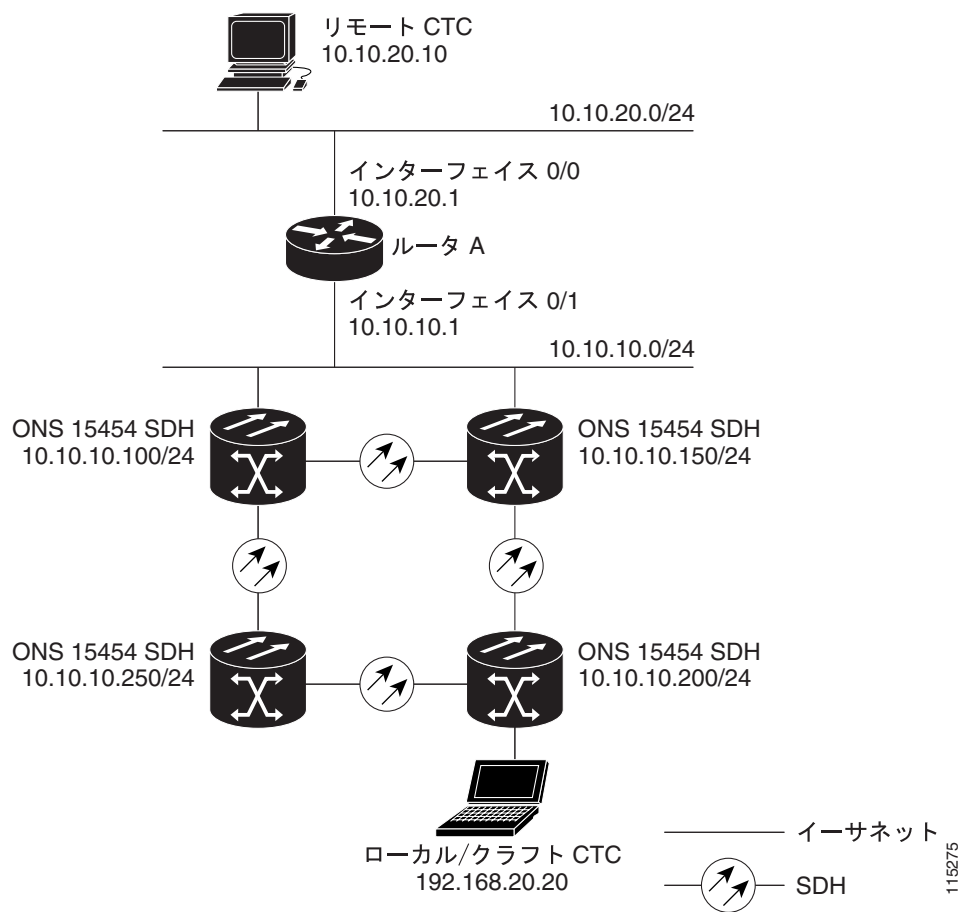 リモート CTC
10.10.20.10
10.10.20.0/24
インターフェイス 0/0
10.10.20.1
ルータ A
インターフェイス 0/1
10.10.10.1
10.10.10.0/24
ONS 15454 SDH
10.10.10.100/24
ONS 15454 SDH
10.10.10.150/24
ONS 15454 SDH
10.10.10.250/24
ONS 15454 SDH
10.10.10.200/24
ローカル/クラフト CTC
192.168.20.20
イーサネット
SDH
115275